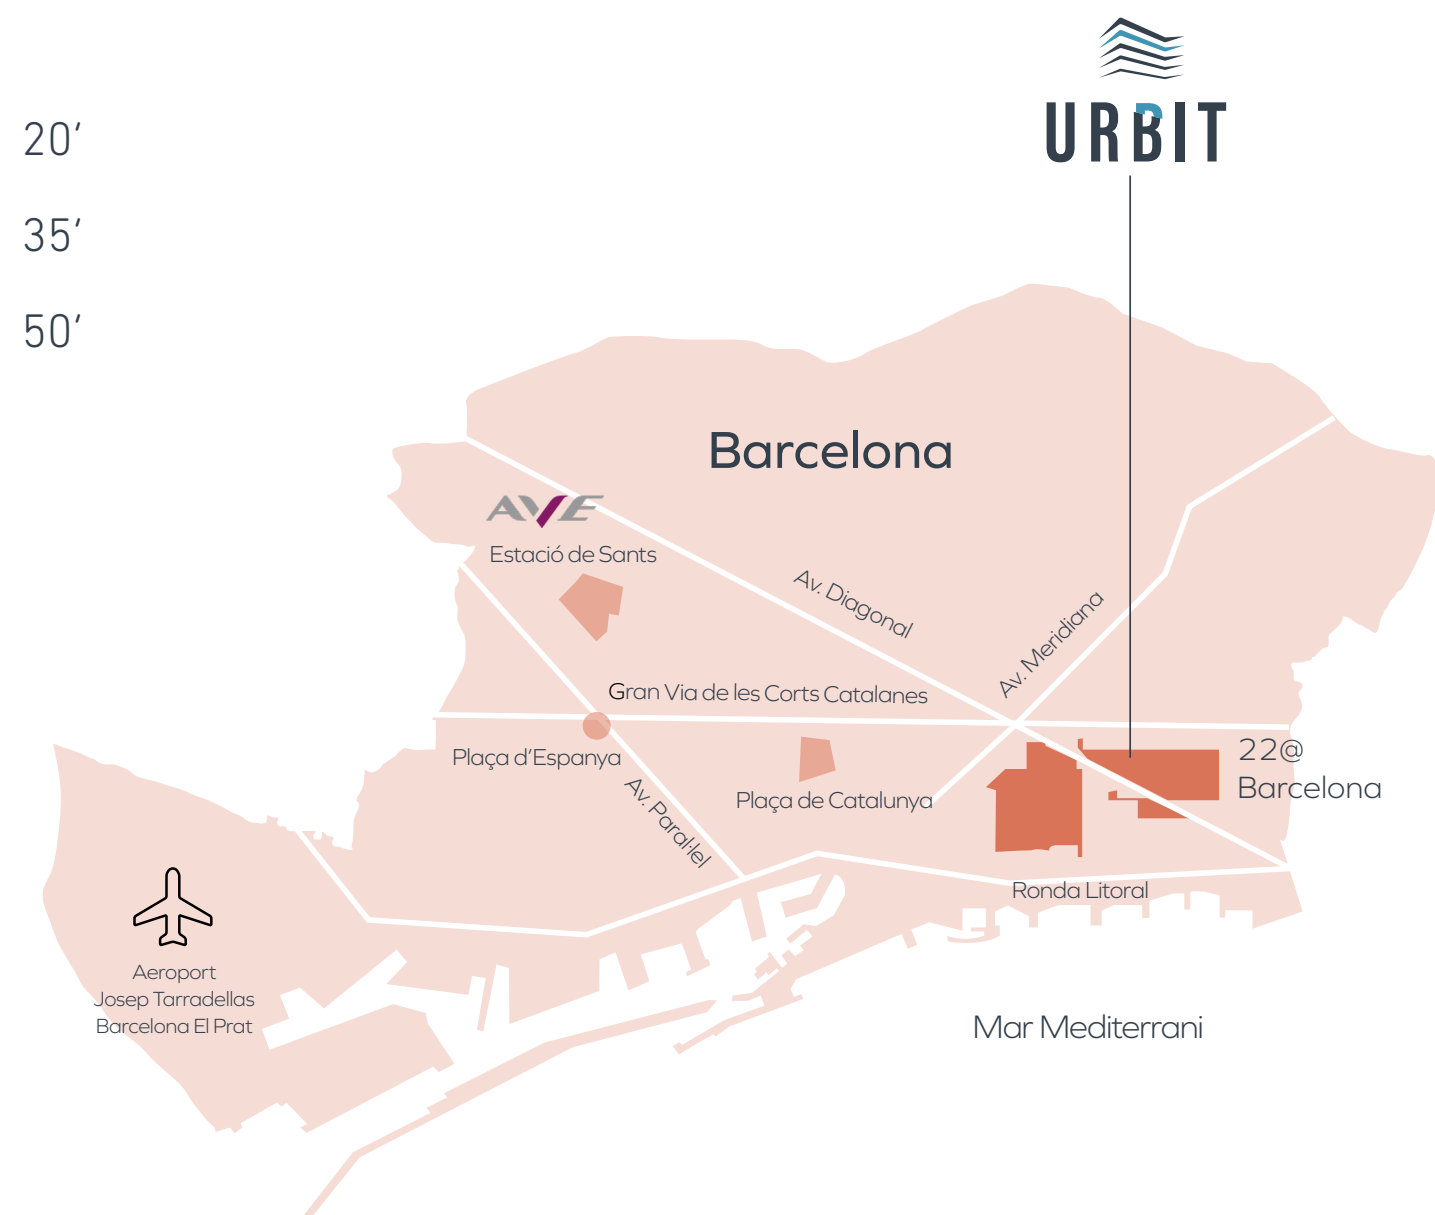 URBIT
20'
35'
50'
Barcelona
AVE
Estació de Sants
Av. Diagonal
Av. Meridiana
Gran Via de les Corts Catalanes
Plaça d'Espanya
22@
Barcelona
Plaça de Catalunya
Av. Paral·lel
Ronda Litoral
Aeroport
Josep Tarradellas
Barcelona El Prat
Mar Mediterrani